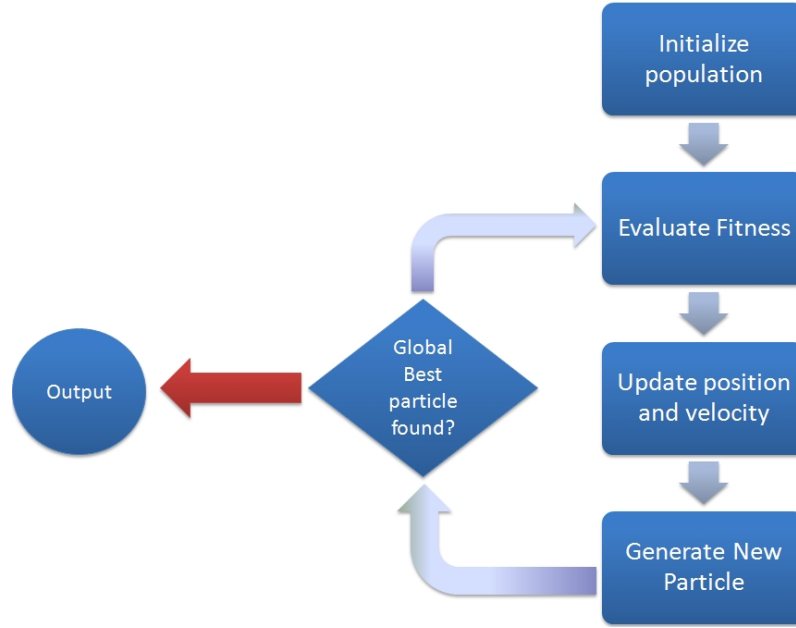 Initialize
population
Evaluate Fitness
Update position
and velocity
Generate New
Particle
Global
Best
particle
found?
Output